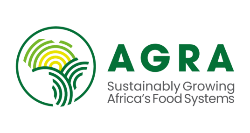 AGRA
Sustainably Growing
Africa's Food Systems